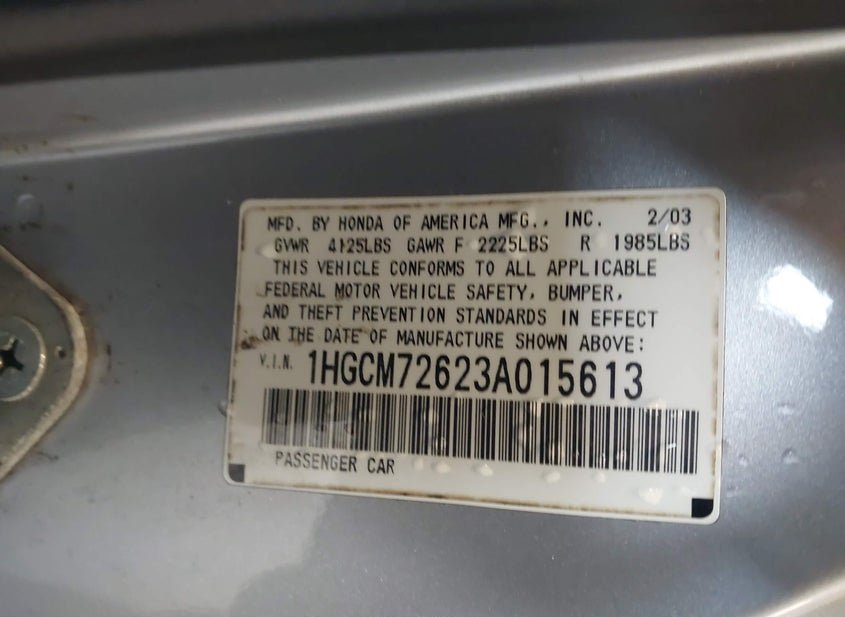 MFD. BY HONDA OF AMERICA MFG., INC. 2/03
GVWR 4125LBS GAWR F 2225LBS R 1985LBS
THIS VEHICLE CONFORMS TO ALL APPLICABLE
FEDERAL MOTOR VEHICLE SAFETY, BUMPER,
AND THEFT PREVENTION STANDARDS IN EFFECT
ON THE DATE OF MANUFACTURE SHOWN ABOVE:
V.I.N. 1HGCM72623A015613
PASSENGER CAR